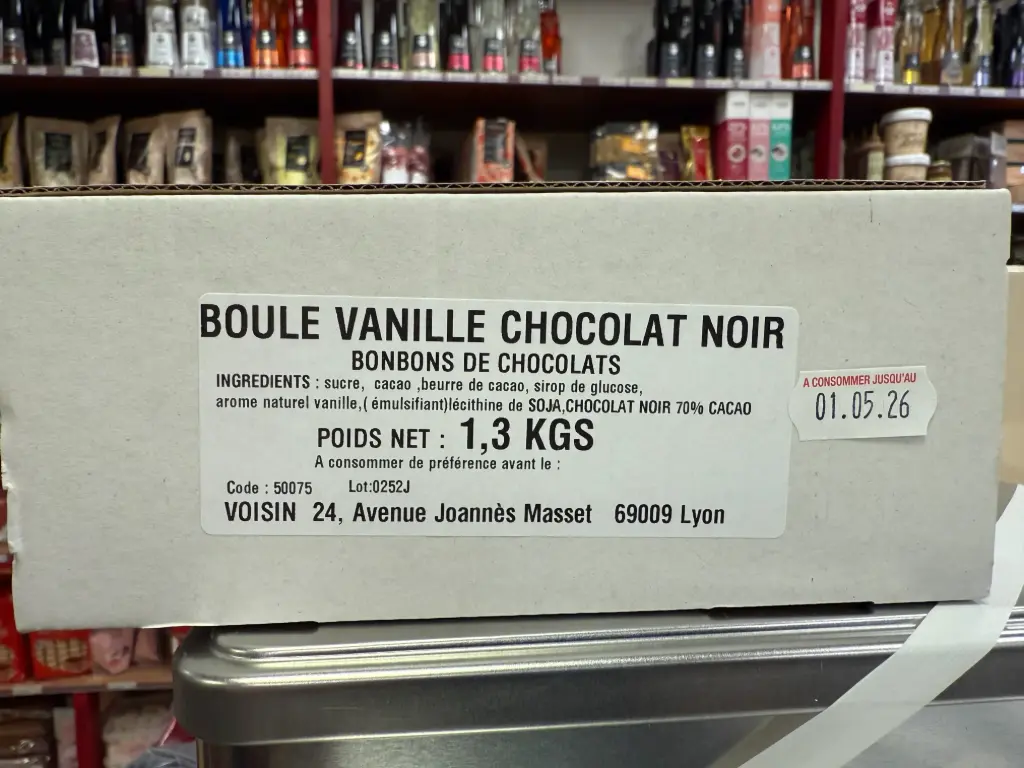 BOULE VANILLE CHOCOLAT NOIR
BONBONS DE CHOCOLATS
INGREDIENTS : sucre, cacao ,beurre de cacao, sirop de glucose,
arome naturel vanille,( émulsifiant)lécithine de SOJA,CHOCOLAT NOIR 70% CACAO
POIDS NET : 1,3 KGS
A consommer de préférence avant le :
Code : 50075 Lot:0252J
VOISIN 24, Avenue Joannès Masset 69009 Lyon
A CONSOMMER JUSQU'AU
01.05.26